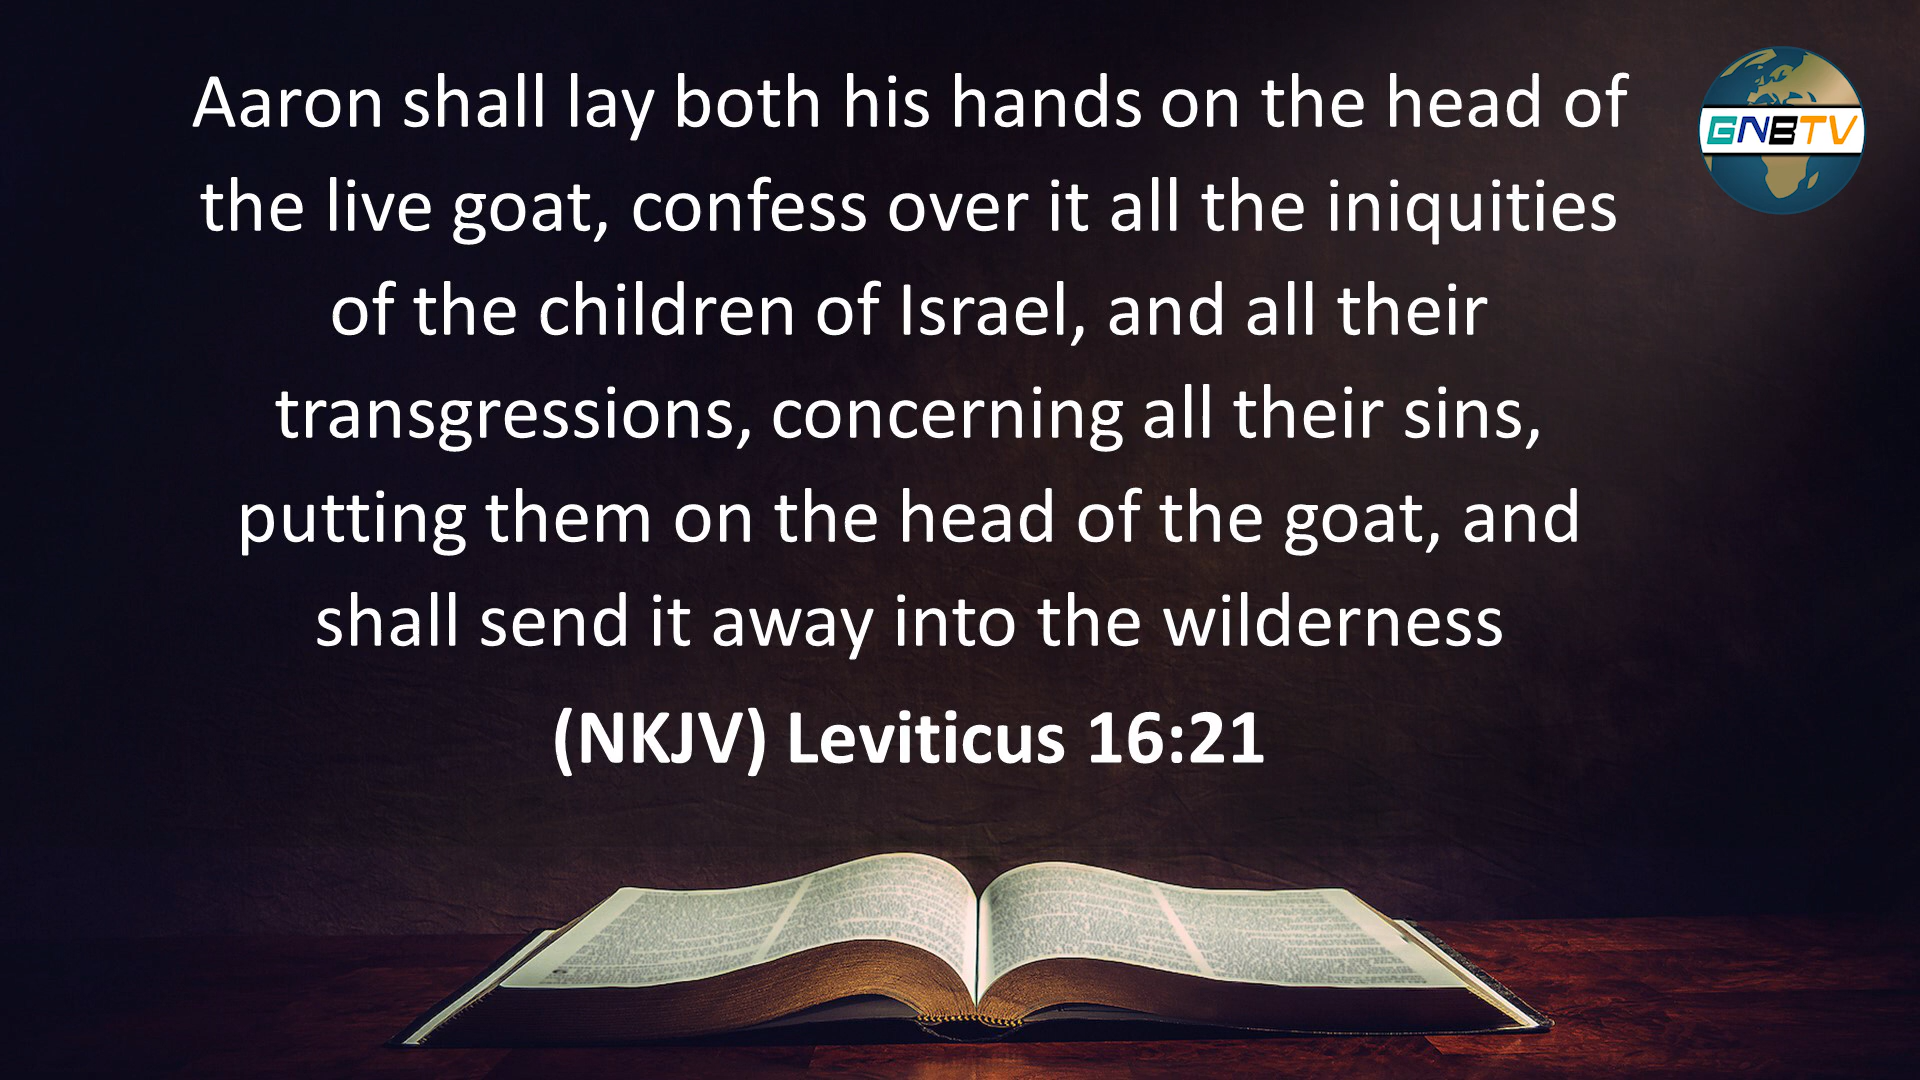 Aaron shall lay both his hands on the head of
the live goat, confess over it all the iniquities
of the children of Israel, and all their
transgressions, concerning all their sins,
putting them on the head of the goat, and
shall send it away into the wilderness
(NKJV) Leviticus 16:21
GNBTV